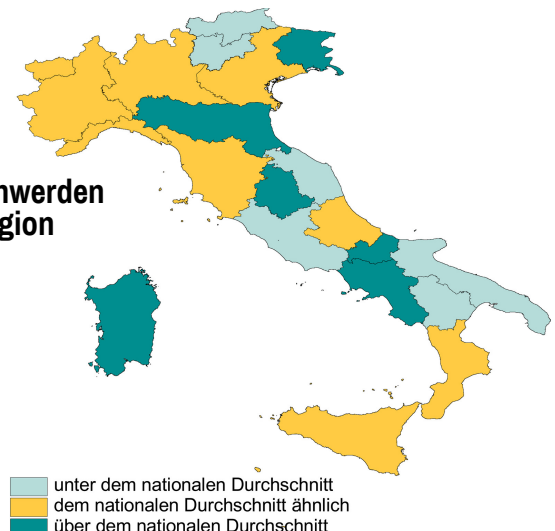 nwerden
gion
unter dem nationalen Durchschnitt
dem nationalen Durchschnitt ähnlich
über dem nationalen Durchschnitt